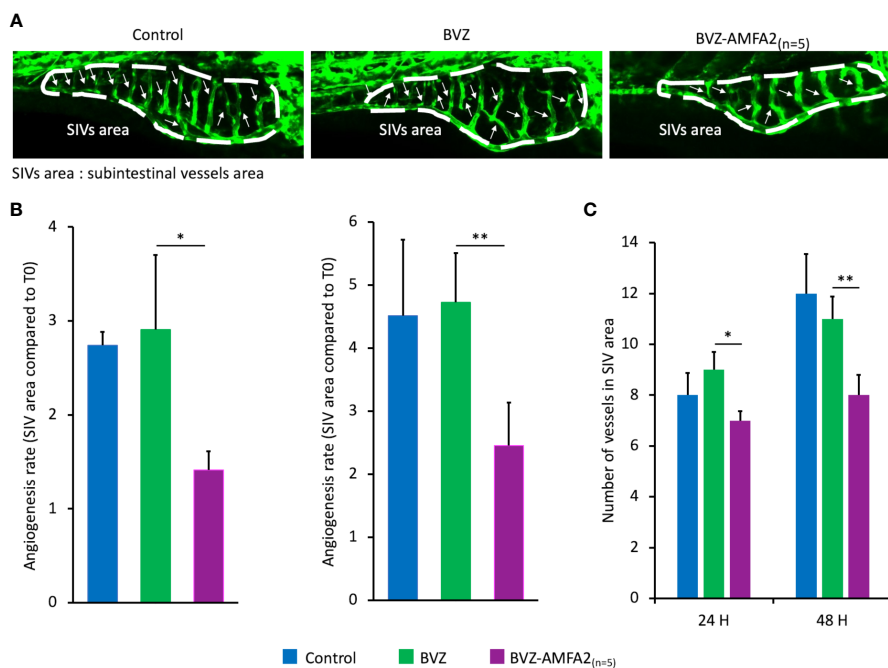 A
Control
BVZ
BVZ-AMFA2(n=5)
SIVs area
SIVs area
SIVs area
SIVs area : subintestinal vessels area
B
Angiogenesis rate (SIV area compared to T0)
4
3
2
1
0
*
Angiogenesis rate (SIV area compared to T0)
6
5
4
3
2
1
0
**
C
Number of vessels in SIV area
14
12
10
8
6
4
2
0
*
**
24 H
48 H
Control
BVZ
BVZ-AMFA2(n=5)